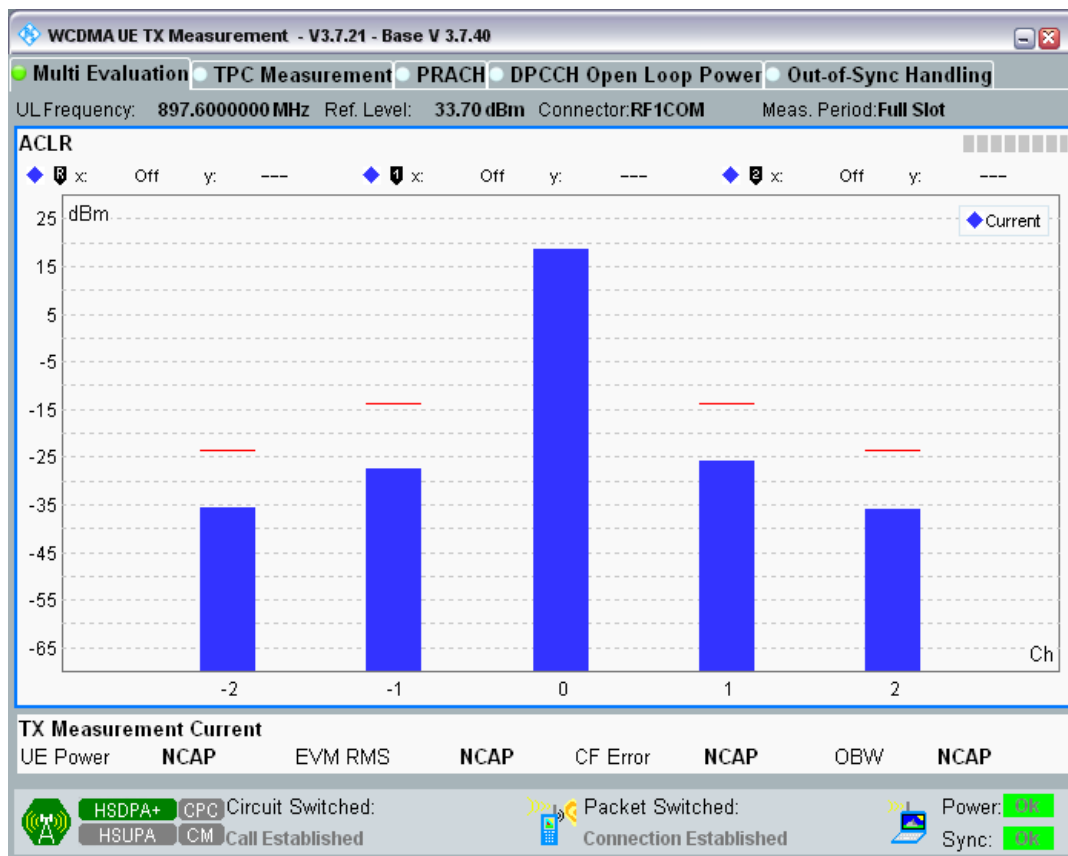 WCDMA UE TX Measurement - V3.7.21 - Base V 3.7.40
Multi Evaluation TPC Measurement PRACH DPCCH Open Loop Power Out-of-Sync Handling
UL Frequency: 897.6000000 MHz Ref. Level: 33.70 dBm Connector:RF1COM Meas. Period:Full Slot
ACLR
R x: Off y: --- 1 x: Off y: --- 2 x: Off y: ---
25 dBm Current
15
5
-5
-15
-25
-35
-45
-55
-65 Ch
-2 -1 0 1 2
TX Measurement Current
UE Power NCAP EVM RMS NCAP CF Error NCAP OBW NCAP
HSDPA+ CPC Circuit Switched: Packet Switched: Power: OK
HSUPA CM Call Established Connection Established Sync: OK